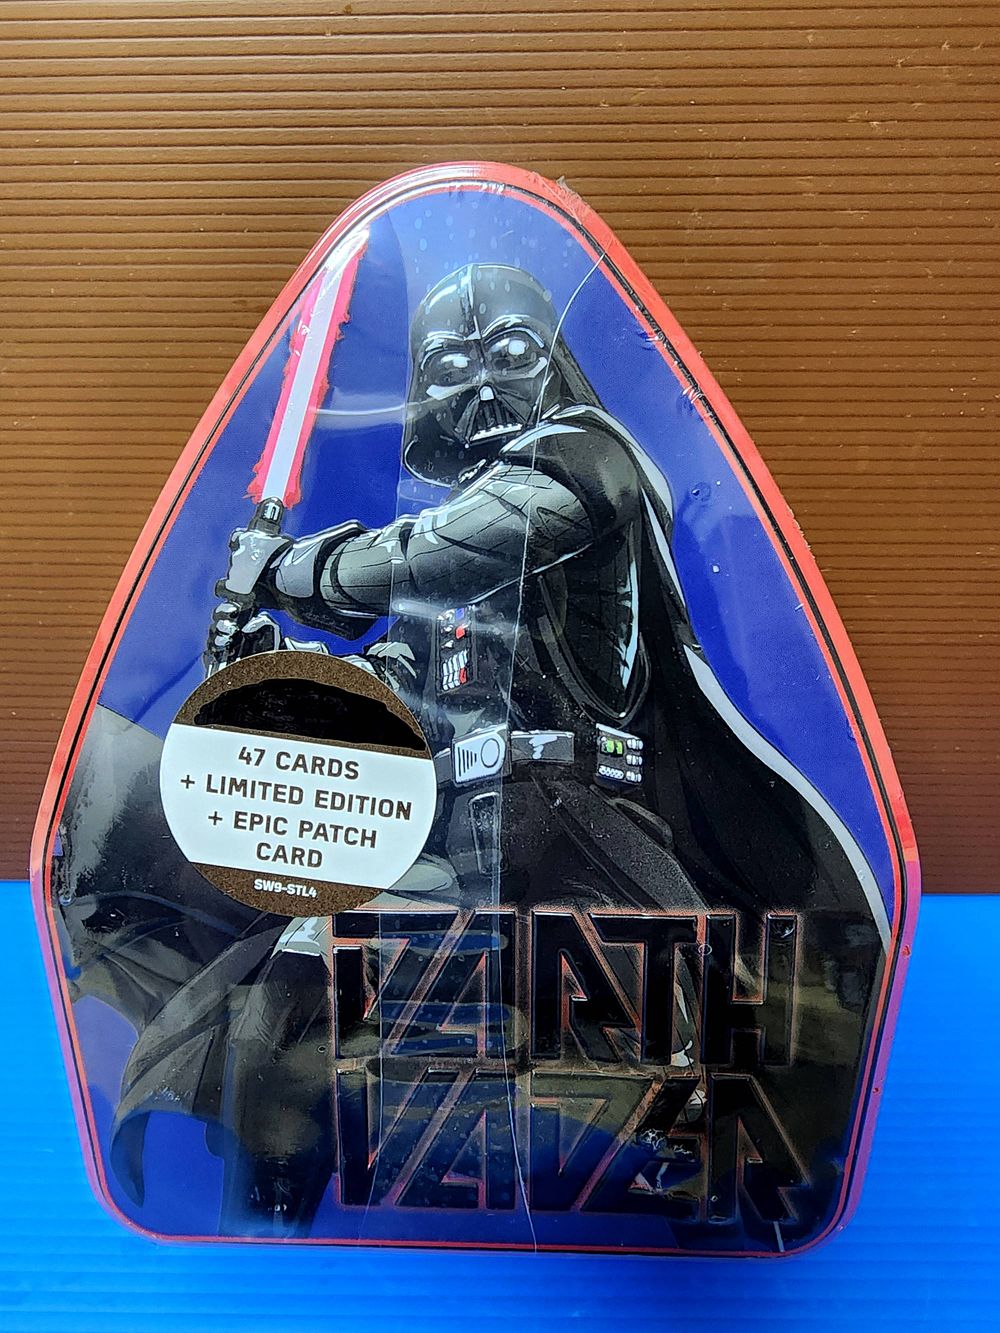 47 CARDS
+ LIMITED EDITION
+ EPIC PATCH
CARD
SW9-STL4
DARTH
VADER